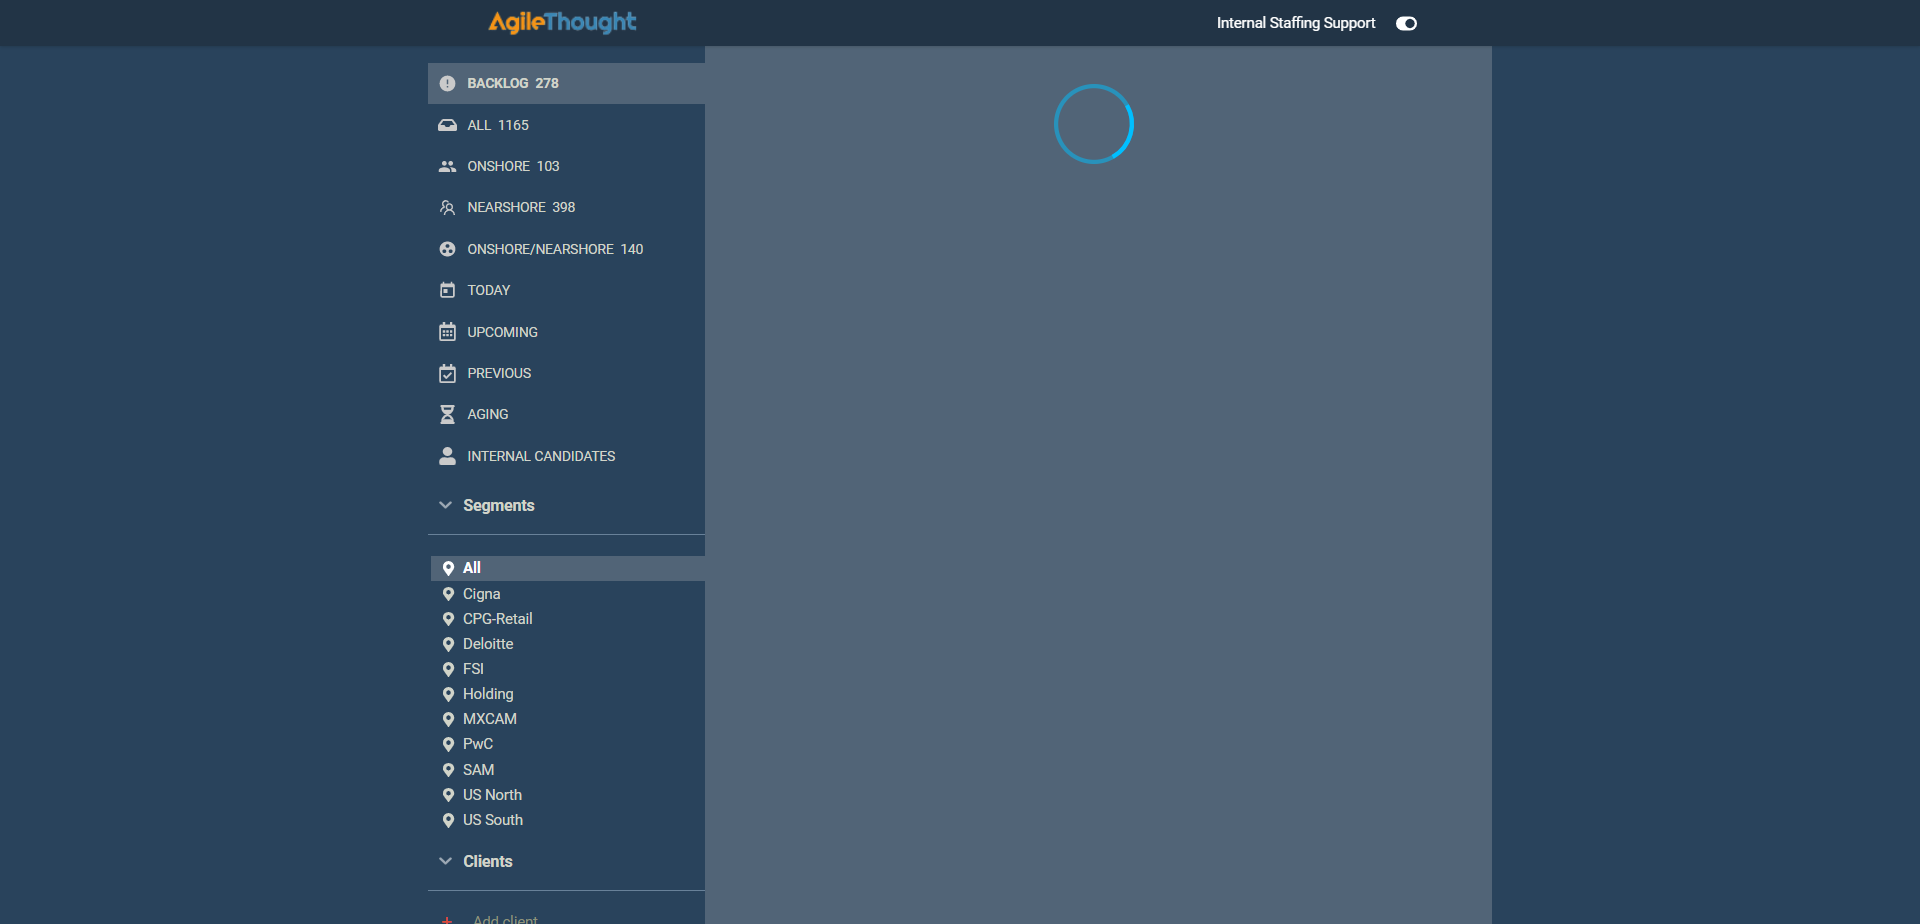 AgileThought
Internal Staffing Support
BACKLOG 278
ALL 1165
ONSHORE 103
NEARSHORE 398
ONSHORE/NEARSHORE 140
TODAY
UPCOMING
PREVIOUS
AGING
INTERNAL CANDIDATES
Segments
All
Cigna
CPG-Retail
Deloitte
FSI
Holding
MXCAM
PwC
SAM
US North
US South
Clients
+ Add client